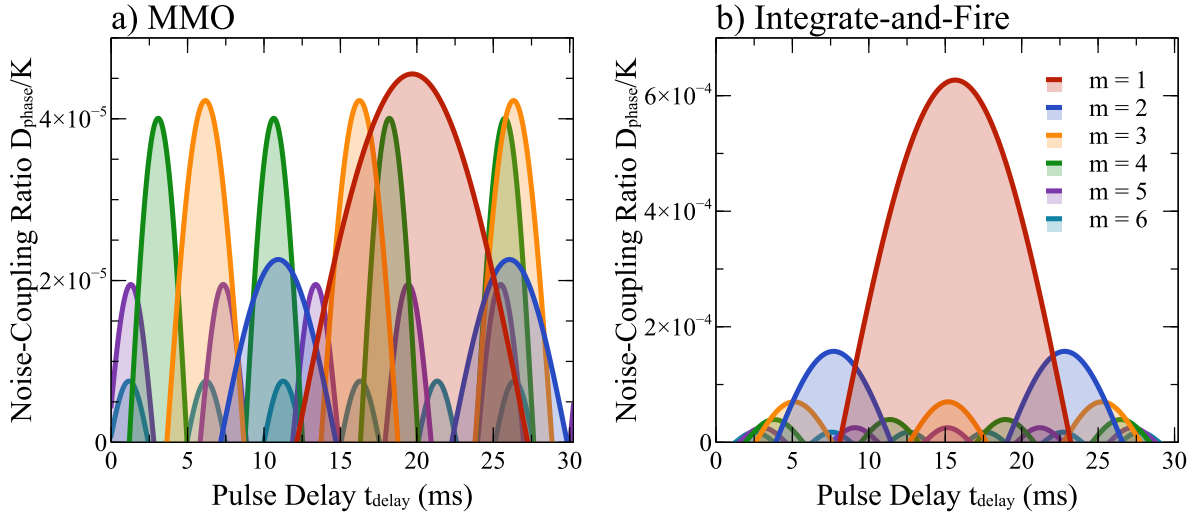 a) MMO
Noise-Coupling Ratio Dphase/K
4×10⁻⁵
2×10⁻⁵
0
0 5 10 15 20 25 30
Pulse Delay tdelay (ms)
b) Integrate-and-Fire
Noise-Coupling Ratio Dphase/K
6×10⁻⁴
4×10⁻⁴
2×10⁻⁴
0
m = 1
m = 2
m = 3
m = 4
m = 5
m = 6
0 5 10 15 20 25 30
Pulse Delay tdelay (ms)